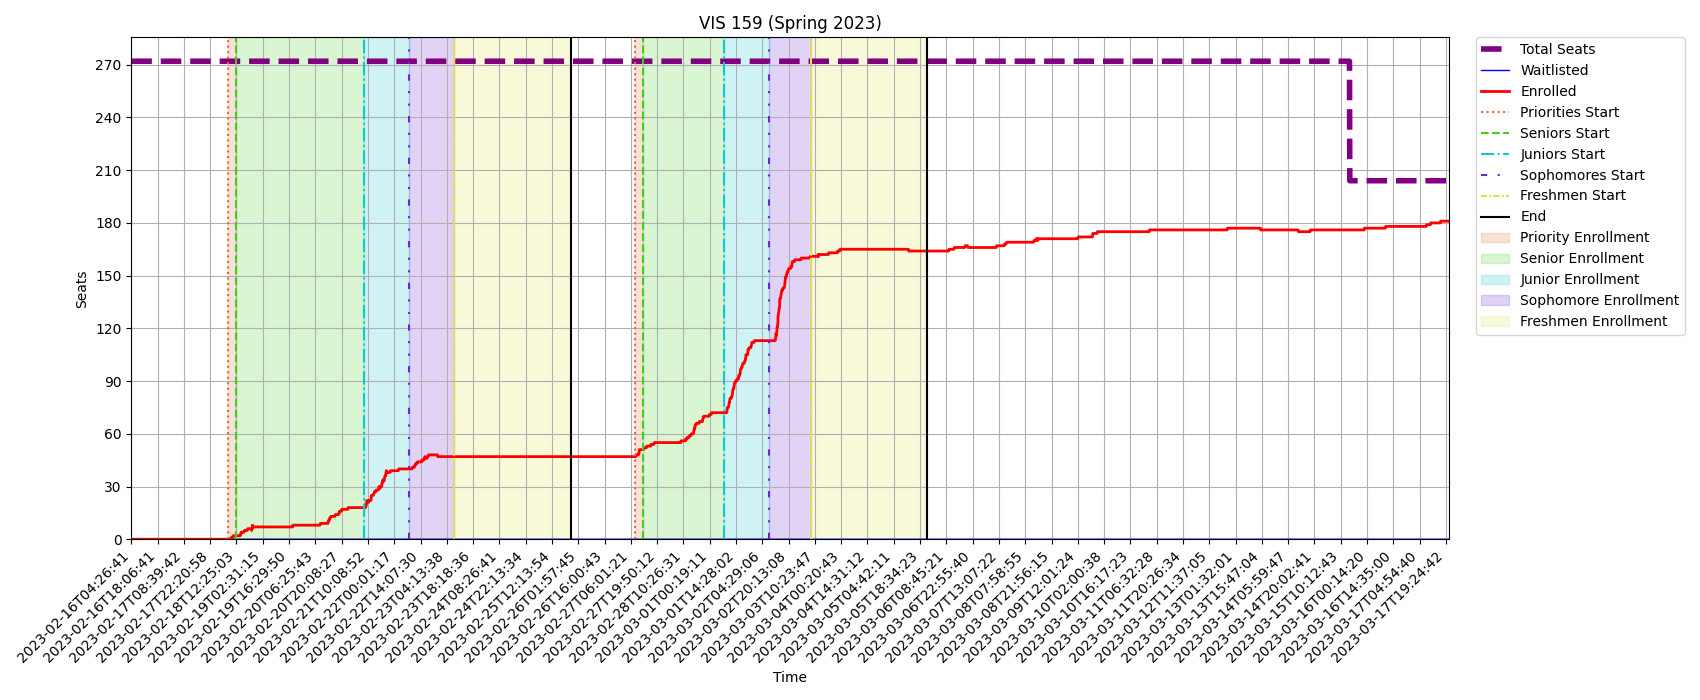 VIS 159 (Spring 2023)
Seats
270
240
210
180
150
120
90
60
30
0
2023-02-16T04:26:41
2023-02-16T18:06:41
2023-02-17T08:39:42
2023-02-17T22:20:58
2023-02-18T12:25:03
2023-02-19T02:31:15
2023-02-19T16:29:50
2023-02-20T06:25:43
2023-02-20T20:08:27
2023-02-21T10:08:52
2023-02-22T00:01:17
2023-02-22T14:07:30
2023-02-23T04:13:38
2023-02-23T18:18:36
2023-02-24T08:26:41
2023-02-24T22:13:34
2023-02-25T12:13:54
2023-02-26T01:57:45
2023-02-26T16:00:43
2023-02-27T06:01:21
2023-02-27T19:50:12
2023-02-28T10:26:31
2023-03-01T00:19:11
2023-03-01T14:28:02
2023-03-02T04:29:06
2023-03-02T20:13:08
2023-03-03T10:23:47
2023-03-04T00:20:43
2023-03-04T14:31:12
2023-03-05T04:42:11
2023-03-05T18:34:23
2023-03-06T08:45:21
2023-03-06T22:55:40
2023-03-07T13:07:22
2023-03-08T07:58:55
2023-03-08T21:56:15
2023-03-09T12:01:24
2023-03-10T02:00:38
2023-03-10T16:17:23
2023-03-11T06:32:28
2023-03-11T20:26:34
2023-03-12T11:37:05
2023-03-13T01:32:01
2023-03-13T15:47:04
2023-03-14T05:59:47
2023-03-14T20:02:41
2023-03-15T10:12:43
2023-03-16T00:14:20
2023-03-16T14:35:00
2023-03-17T04:54:40
2023-03-17T19:24:42
Time
Total Seats
Waitlisted
Enrolled
Priorities Start
Seniors Start
Juniors Start
Sophomores Start
Freshmen Start
End
Priority Enrollment
Senior Enrollment
Junior Enrollment
Sophomore Enrollment
Freshmen Enrollment